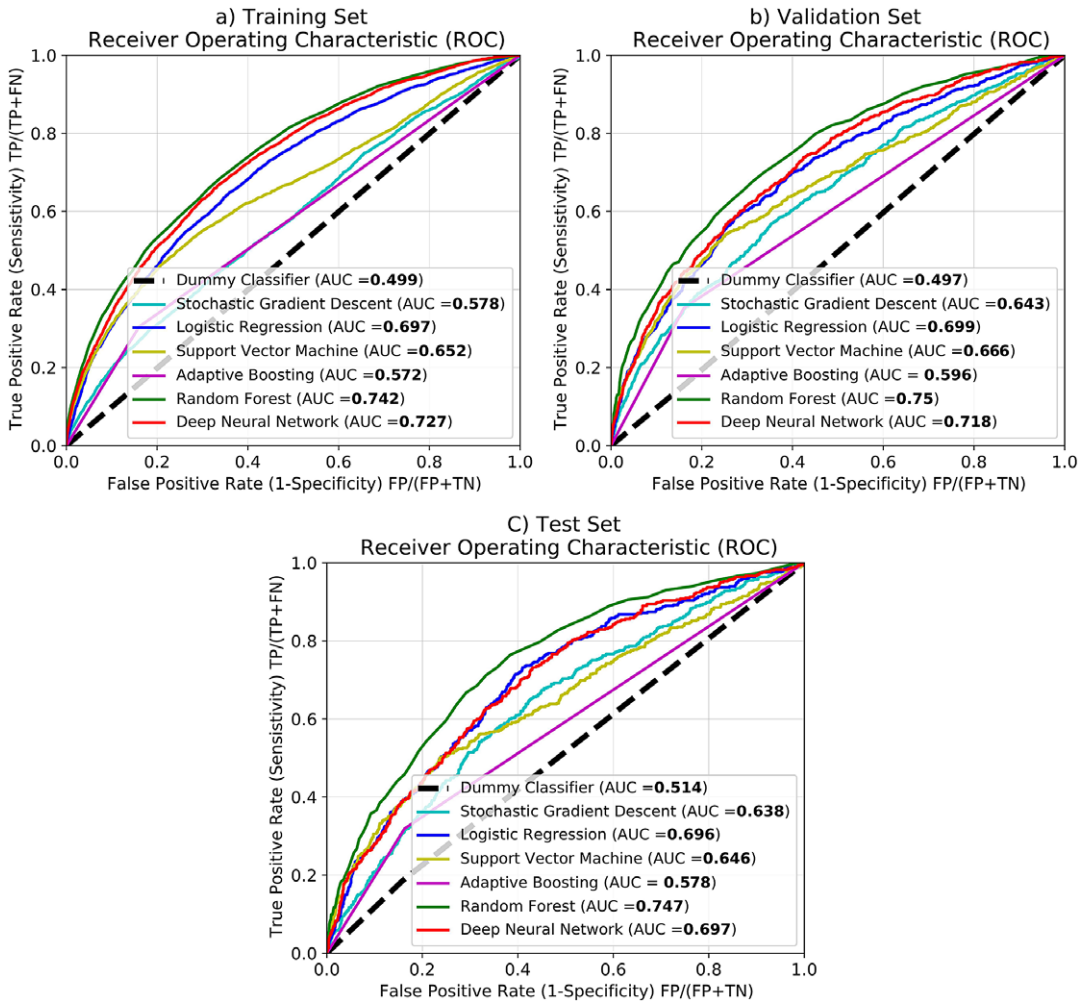 a) Training Set
Receiver Operating Characteristic (ROC)
True Positive Rate (Sensistivity) TP/(TP+FN)
1.0
0.8
0.6
0.4
0.2
0.0
Dummy Classifier (AUC =0.499)
Stochastic Gradient Descent (AUC =0.578)
Logistic Regression (AUC =0.697)
Support Vector Machine (AUC =0.652)
Adaptive Boosting (AUC =0.572)
Random Forest (AUC =0.742)
Deep Neural Network (AUC =0.727)
0.0 0.2 0.4 0.6 0.8 1.0
False Positive Rate (1-Specificity) FP/(FP+TN)
b) Validation Set
Receiver Operating Characteristic (ROC)
True Positive Rate (Sensistivity) TP/(TP+FN)
1.0
0.8
0.6
0.4
0.2
0.0
Dummy Classifier (AUC =0.497)
Stochastic Gradient Descent (AUC =0.643)
Logistic Regression (AUC =0.699)
Support Vector Machine (AUC =0.666)
Adaptive Boosting (AUC = 0.596)
Random Forest (AUC =0.75)
Deep Neural Network (AUC =0.718)
0.0 0.2 0.4 0.6 0.8 1.0
False Positive Rate (1-Specificity) FP/(FP+TN)
C) Test Set
Receiver Operating Characteristic (ROC)
True Positive Rate (Sensistivity) TP/(TP+FN)
1.0
0.8
0.6
0.4
0.2
0.0
Dummy Classifier (AUC =0.514)
Stochastic Gradient Descent (AUC =0.638)
Logistic Regression (AUC =0.696)
Support Vector Machine (AUC =0.646)
Adaptive Boosting (AUC = 0.578)
Random Forest (AUC =0.747)
Deep Neural Network (AUC =0.697)
0.0 0.2 0.4 0.6 0.8 1.0
False Positive Rate (1-Specificity) FP/(FP+TN)